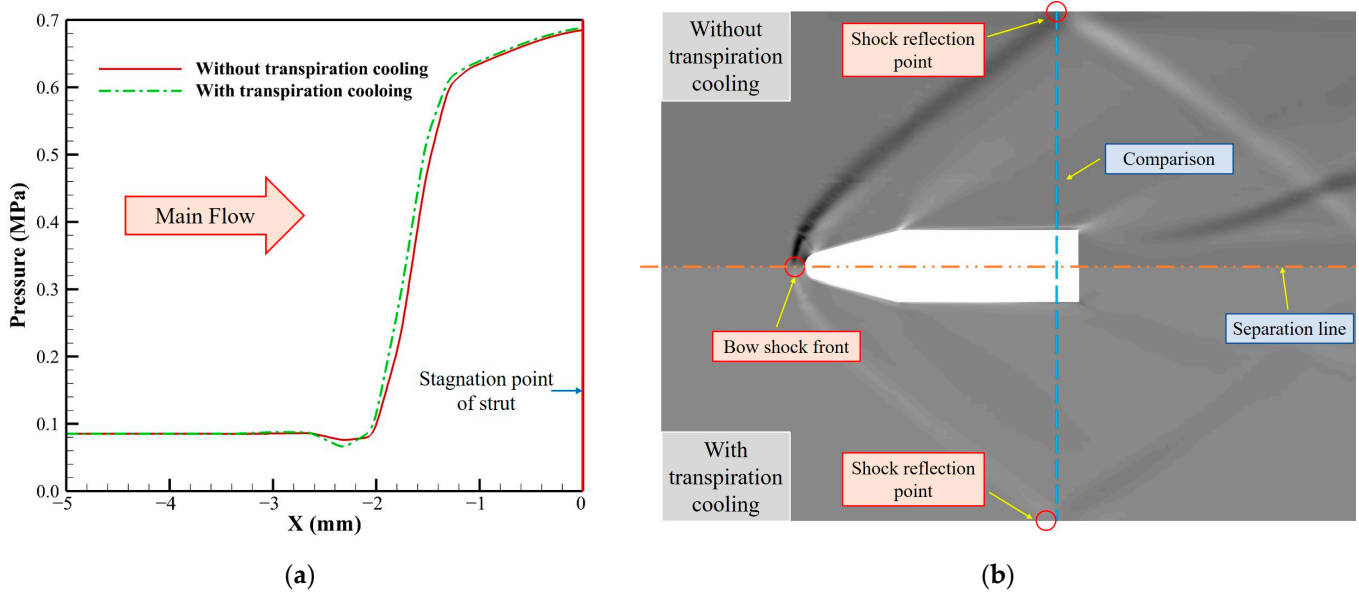 0.7
0.6
0.5
0.4
0.3
0.2
0.1
0.0
Pressure (MPa)
Without transpiration cooling
With transpiration cooloing
Main Flow
Stagnation point
of strut
−5
−4
−3
−2
−1
0
X (mm)
(a)
Without
transpiration
cooling
Shock reflection
point
Comparison
Bow shock front
Separation line
With
transpiration
cooling
Shock reflection
point
(b)